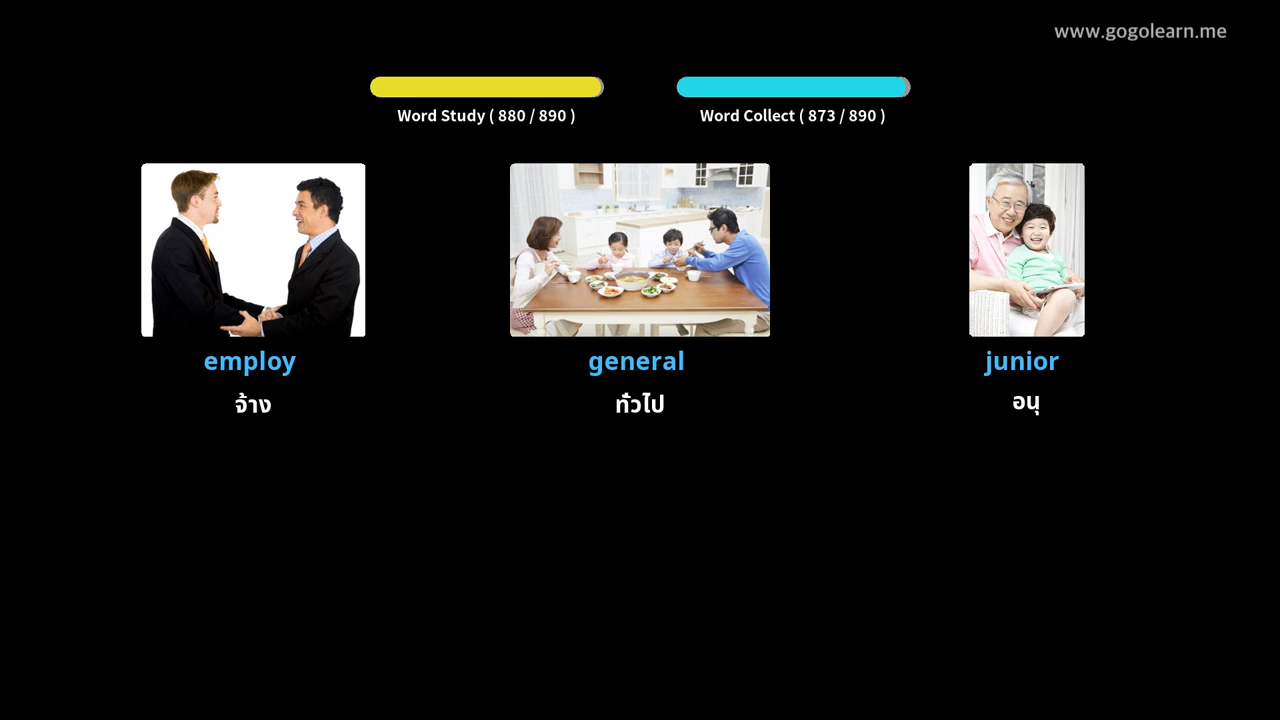 www.gogolearn.me
Word Study ( 880 / 890 )
Word Collect ( 873 / 890 )
employ
general
junior
จ้าง
ทั่วไป
อนุ